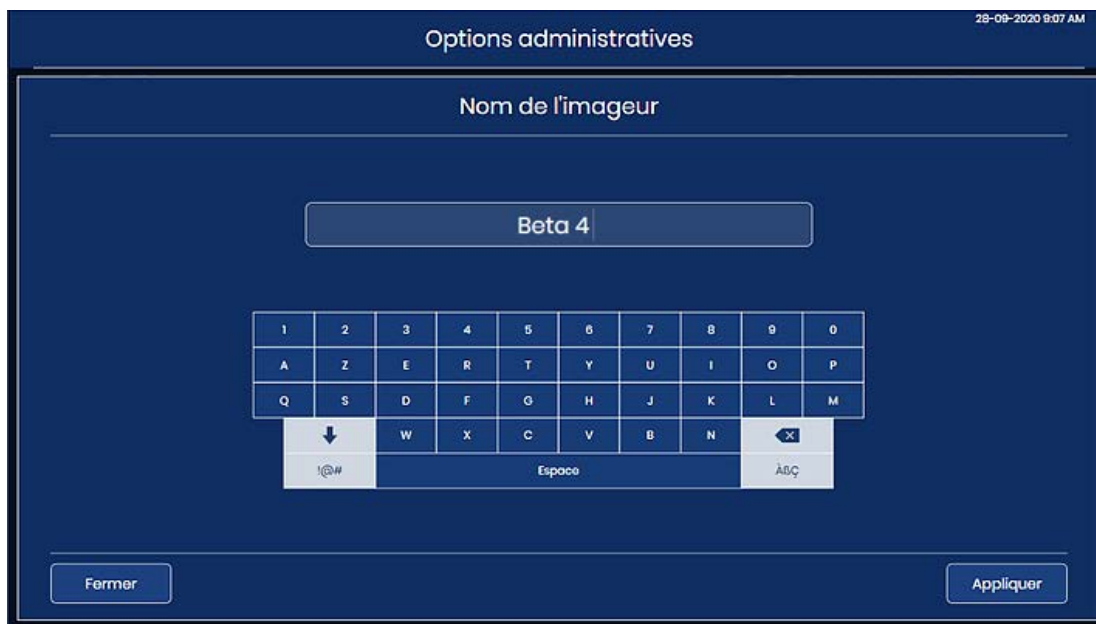 28-09-2020 9:07 AM
Options administratives
Nom de l'imageur
Beta 4
1 2 3 4 5 6 7 8 9 0
A Z E R T Y U I O P
Q S D F G H J K L M
W X C V B N
!@# Espace ÀßÇ
Fermer Appliquer